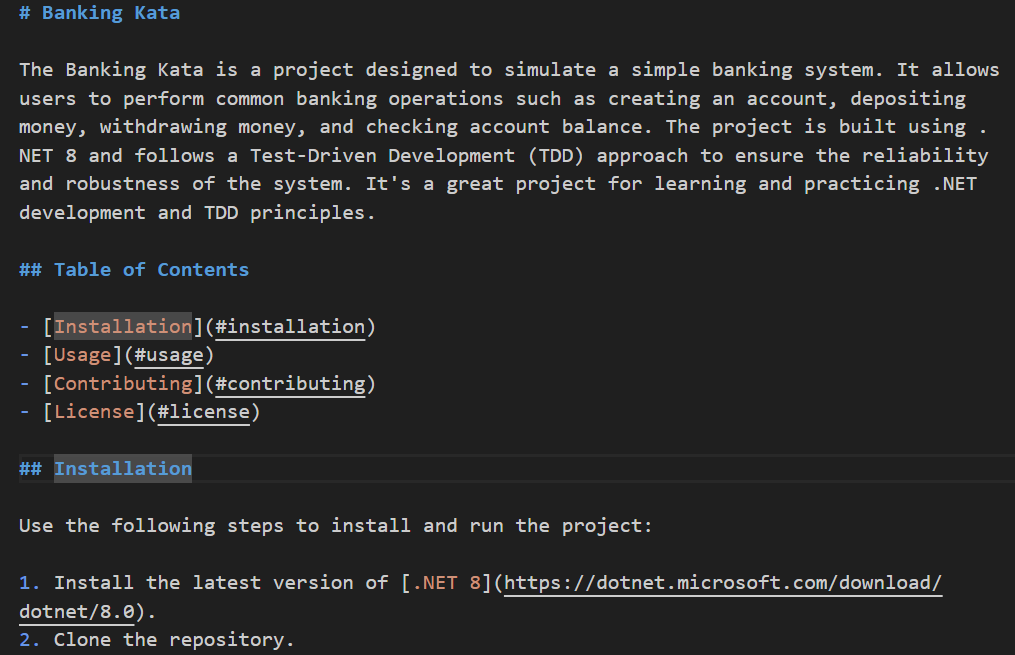 # Banking Kata
The Banking Kata is a project designed to simulate a simple banking system. It allows
users to perform common banking operations such as creating an account, depositing
money, withdrawing money, and checking account balance. The project is built using .
NET 8 and follows a Test-Driven Development (TDD) approach to ensure the reliability
and robustness of the system. It's a great project for learning and practicing .NET
development and TDD principles.
## Table of Contents
- [Installation](#installation)
- [Usage](#usage)
- [Contributing](#contributing)
- [License](#license)
## Installation
Use the following steps to install and run the project:
1. Install the latest version of [.NET 8](https://dotnet.microsoft.com/download/
dotnet/8.0).
2. Clone the repository.